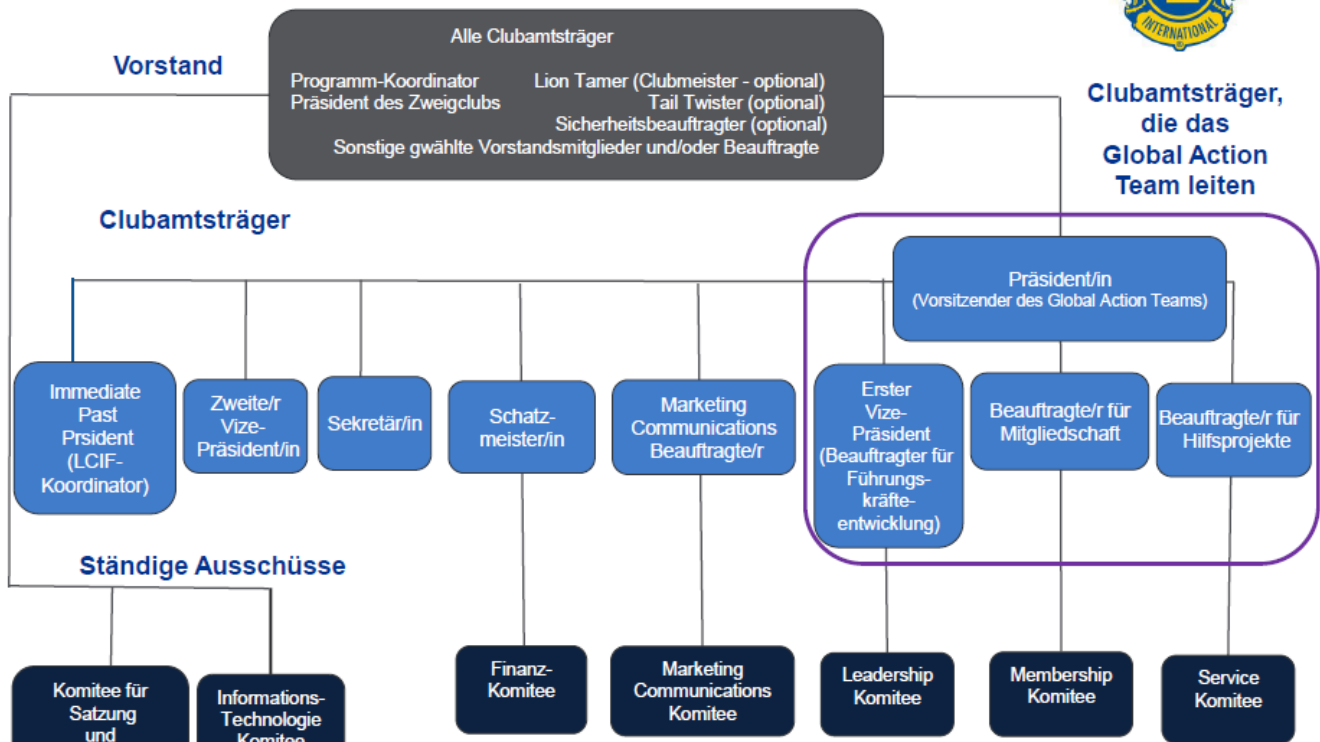 INTERNATIONAL
Alle Clubamtsträger
Vorstand
Programm-Koordinator Lion Tamer (Clubmeister - optional)
Präsident des Zweigclubs Tail Twister (optional)
Sicherheitsbeauftragter (optional)
Sonstige gwählte Vorstandsmitglieder und/oder Beauftragte
Clubamtsträger,
die das
Global Action
Team leiten
Clubamtsträger
Präsident/in
(Vorsitzender des Global Action Teams)
Immediate
Past
Prsident
(LCIF-
Koordinator)
Zweite/r
Vize-
Präsident/in
Sekretär/in
Schatz-
meister/in
Marketing
Communications
Beauftragte/r
Erster
Vize-
Präsident
(Beauftragter für
Führungs-
kräfte-
entwicklung)
Beauftragte/r für
Mitgliedschaft
Beauftragte/r für
Hilfsprojekte
Ständige Ausschüsse
Komitee für
Satzung
und
Informations-
Technologie
Komitee
Finanz-
Komitee
Marketing
Communications
Komitee
Leadership
Komitee
Membership
Komitee
Service
Komitee